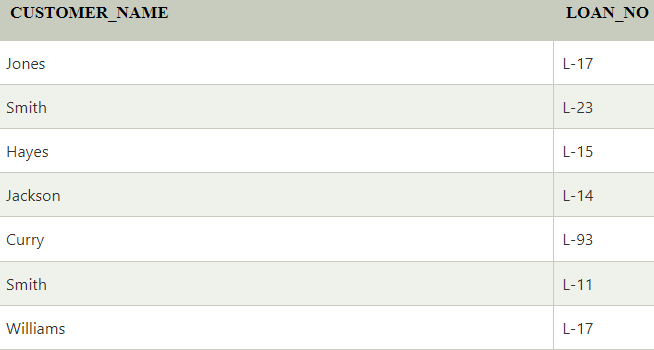 CUSTOMER_NAME LOAN_NO
Jones L-17
Smith L-23
Hayes L-15
Jackson L-14
Curry L-93
Smith L-11
Williams L-17